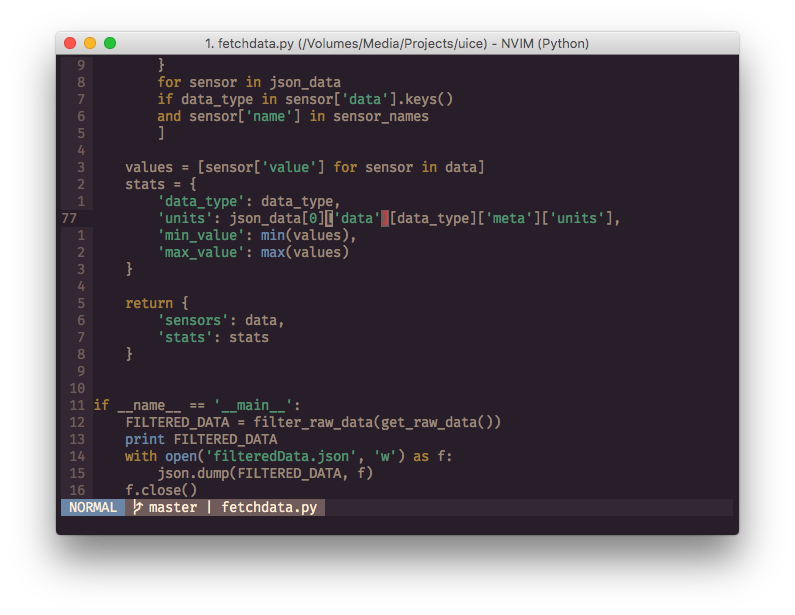 1. fetchdata.py (/Volumes/Media/Projects/uice) - NVIM (Python)
9         }
8         for sensor in json_data
7         if data_type in sensor['data'].keys()
6         and sensor['name'] in sensor_names
5         ]
4
3     values = [sensor['value'] for sensor in data]
2     stats = {
1         'data_type': data_type,
77         'units': json_data[0]['data'][data_type]['meta']['units'],
1         'min_value': min(values),
2         'max_value': max(values)
3     }
4
5     return {
6         'sensors': data,
7         'stats': stats
8     }
9
10
11 if __name__ == '__main__':
12     FILTERED_DATA = filter_raw_data(get_raw_data())
13     print FILTERED_DATA
14     with open('filteredData.json', 'w') as f:
15         json.dump(FILTERED_DATA, f)
16     f.close()
NORMAL master | fetchdata.py